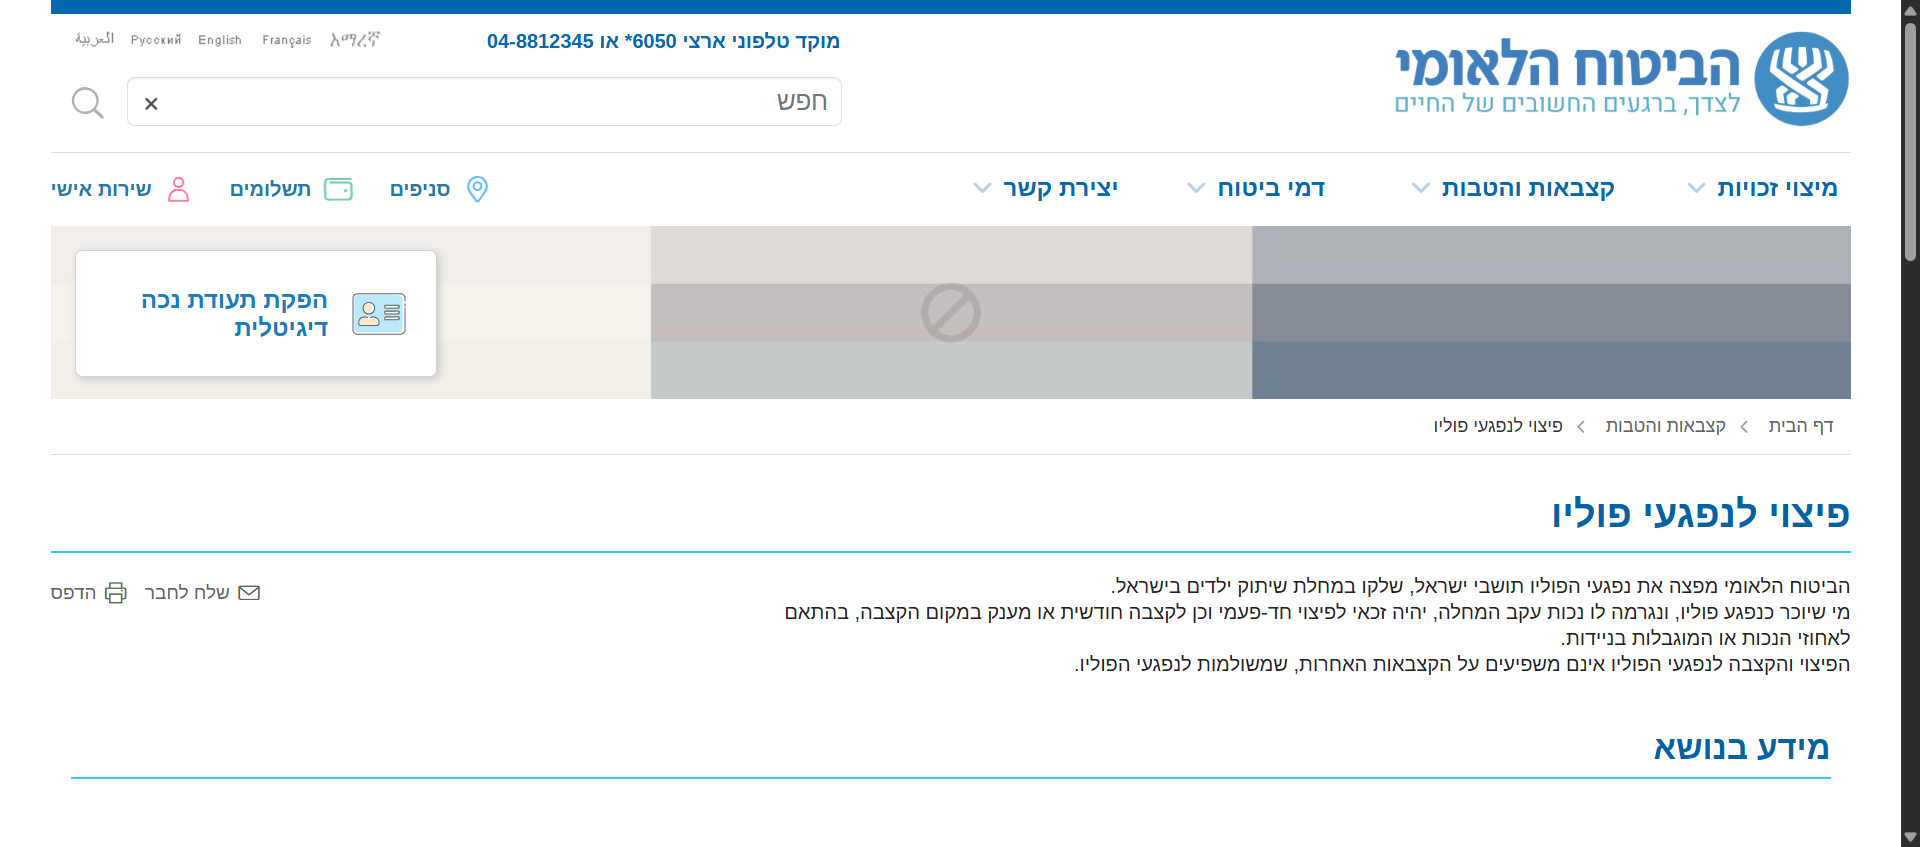 הביטוח הלאומי
לצדך, ברגעים החשובים של החיים
מוקד טלפוני ארצי 6050* או 04-8812345
አማረኛ
Français
English
Русский
العربية
חפש
מיצוי זכויות
קצבאות והטבות
דמי ביטוח
יצירת קשר
סניפים
תשלומים
שירות אישי
הפקת תעודת נכה
דיגיטלית
דף הבית
קצבאות והטבות
פיצוי לנפגעי פוליו
פיצוי לנפגעי פוליו
הביטוח הלאומי מפצה את נפגעי הפוליו תושבי ישראל, שלקו במחלת שיתוק ילדים בישראל.
מי שיוכר כנפגע פוליו, ונגרמה לו נכות עקב המחלה, יהיה זכאי לפיצוי חד-פעמי וכן לקצבה חודשית או מענק במקום הקצבה, בהתאם
לאחוזי הנכות או המוגבלות בניידות.
הפיצוי והקצבה לנפגעי הפוליו אינם משפיעים על הקצבאות האחרות, שמשולמות לנפגעי הפוליו.
שלח לחבר
הדפס
מידע בנושא